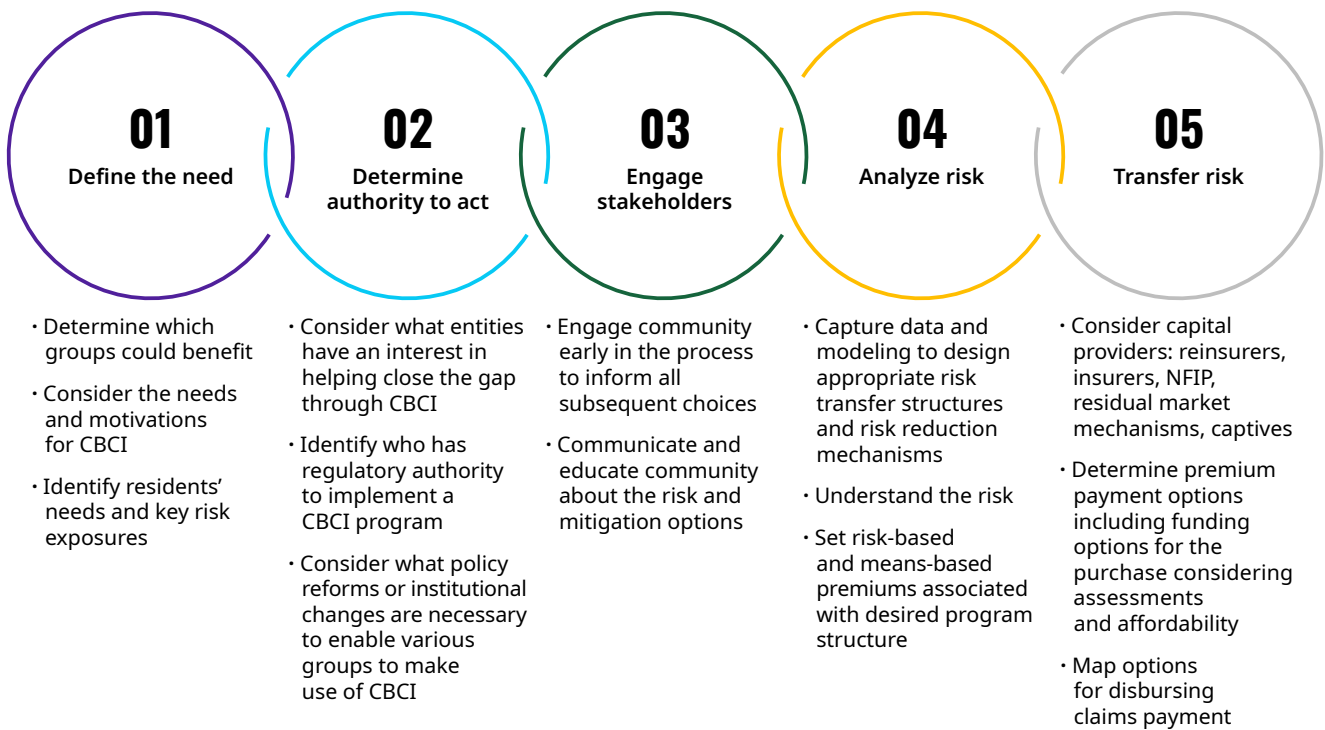 01
Define the need
· Determine which
groups could benefit
· Consider the needs
and motivations
for CBCI
· Identify residents’
needs and key risk
exposures
02
Determine
authority to act
· Consider what entities
have an interest in
helping close the gap
through CBCI
· Identify who has
regulatory authority
to implement a
CBCI program
· Consider what policy
reforms or institutional
changes are necessary
to enable various
groups to make
use of CBCI
03
Engage
stakeholders
· Engage community
early in the process
to inform all
subsequent choices
· Communicate and
educate community
about the risk and
mitigation options
04
Analyze risk
· Capture data and
modeling to design
appropriate risk
transfer structures
and risk reduction
mechanisms
· Understand the risk
· Set risk-based
and means-based
premiums associated
with desired program
structure
05
Transfer risk
· Consider capital
providers: reinsurers,
insurers, NFIP,
residual market
mechanisms, captives
· Determine premium
payment options
including funding
options for the
purchase considering
assessments
and affordability
· Map options
for disbursing
claims payment